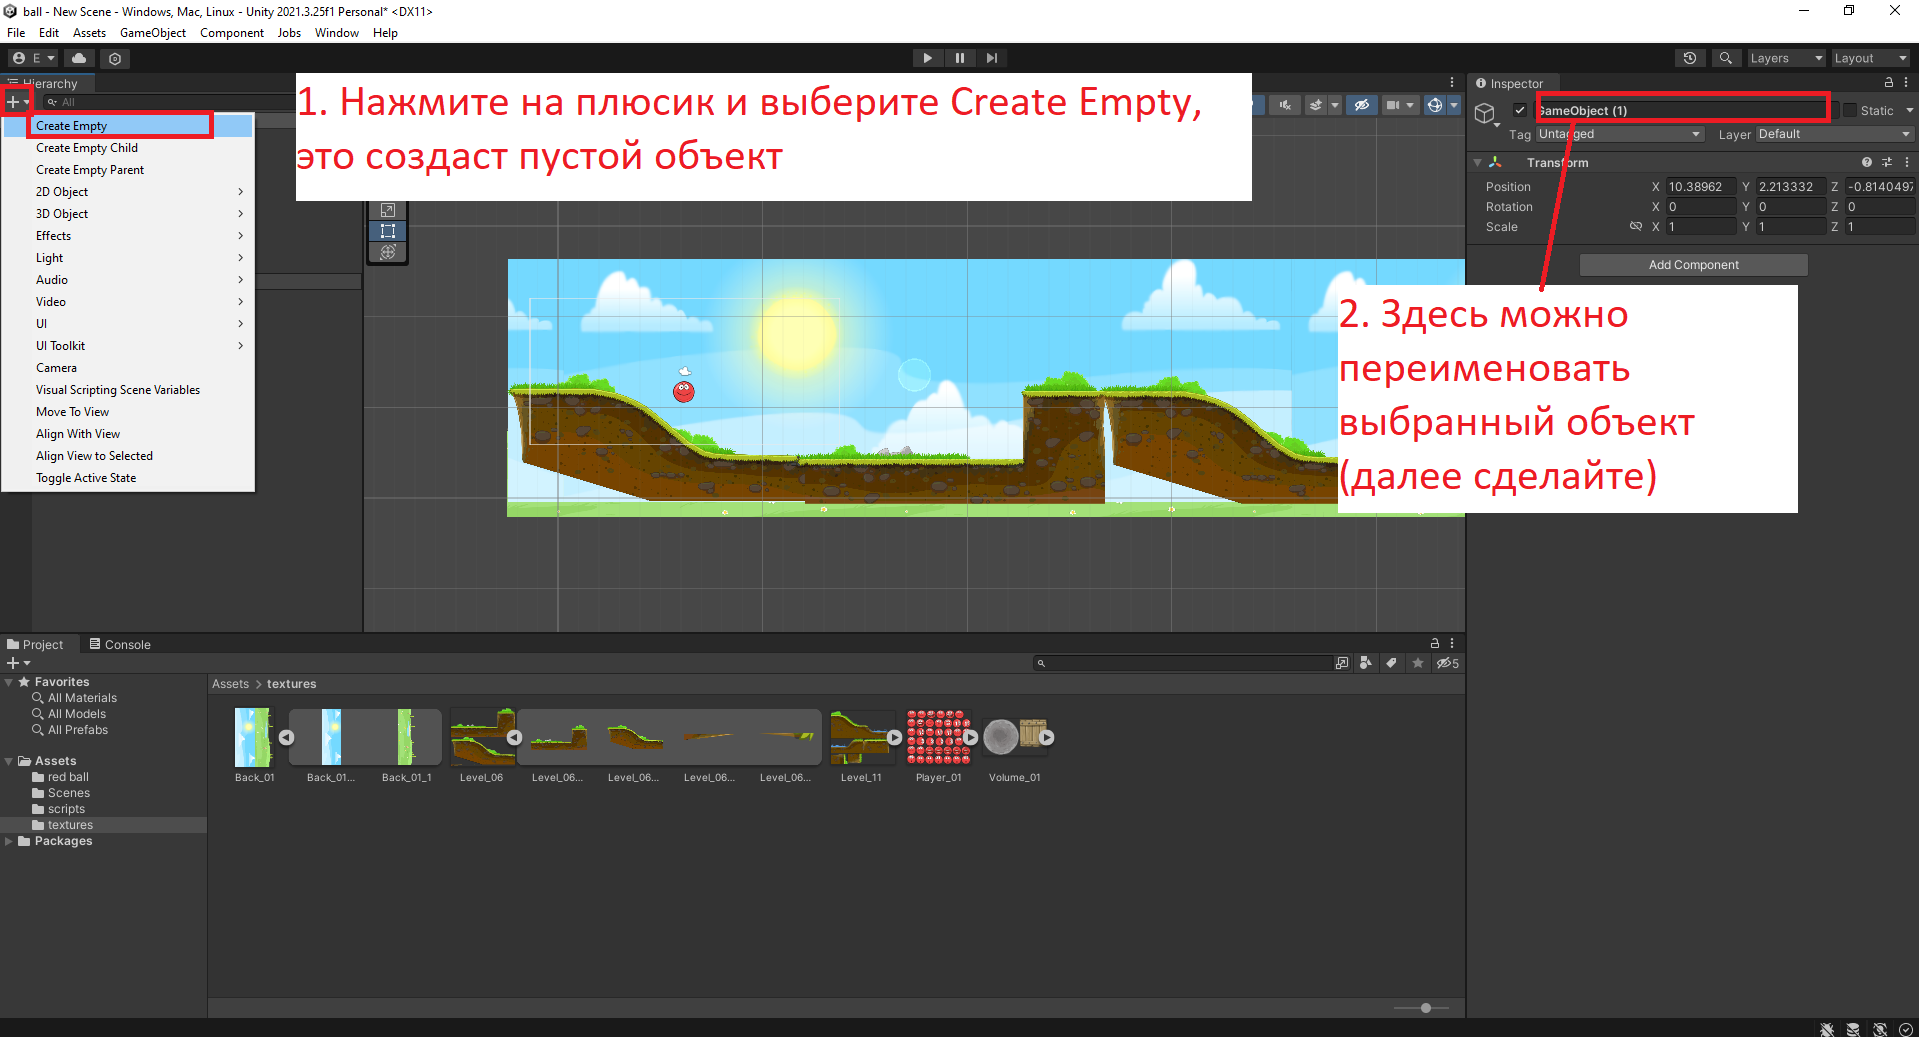 ball - New Scene - Windows, Mac, Linux - Unity 2021.3.25f1 Personal* <DX11>
File Edit Assets GameObject Component Jobs Window Help
E
Layers
Layout
Hierarchy
All
Create Empty
Create Empty Child
Create Empty Parent
2D Object
3D Object
Effects
Light
Audio
Video
UI
UI Toolkit
Camera
Visual Scripting Scene Variables
Move To View
Align With View
Align View to Selected
Toggle Active State
1. Нажмите на плюсик и выберите Create Empty,
это создаст пустой объект
Inspector
GameObject (1)
Static
Tag Untagged Layer Default
Transform
Position X 10.38962 Y 2.213332 Z -0.8140497
Rotation X 0 Y 0 Z 0
Scale X 1 Y 1 Z 1
Add Component
2. Здесь можно
переименовать
выбранный объект
(далее сделайте)
Project Console
5
Favorites
All Materials
All Models
All Prefabs
Assets
red ball
Scenes
scripts
textures
Packages
Assets > textures
Back_01 Back_01... Back_01_1 Level_06 Level_06... Level_06... Level_06... Level_06... Level_11 Player_01 Volume_01